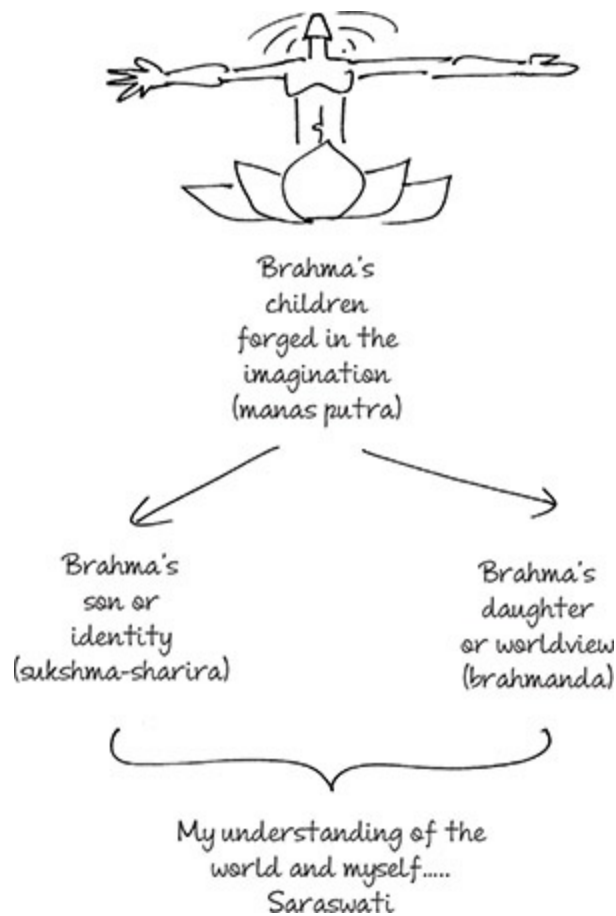 Brahma's
children
forged in the
imagination
(manas putra)
Brahma's
son or
identity
(sukshma-sharira)
Brahma's
daughter
or worldview
(brahmanda)
My understanding of the
world and myself.....
Saraswati